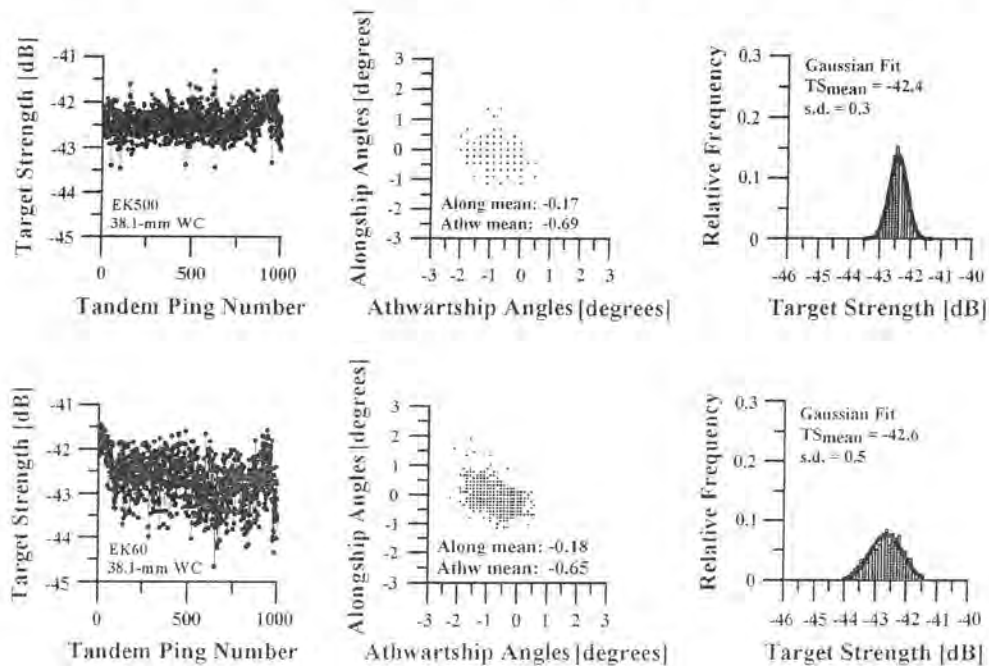 Target Strength [dB]
-41
-42
-43
-44
-45
EK500
38.1-mm WC
0
500
1000
Tandem Ping Number
Alongship Angles [degrees]
3
2
1
0
-1
-2
-3
Along mean: -0.17
Athw mean: -0.69
-3 -2 -1 0 1 2 3
Athwartship Angles [degrees]
Relative Frequency
0.3
0.2
0.1
0
Gaussian Fit
TSmean = -42.4
s.d. = 0.3
-46 -45 -44 -43 -42 -41 -40
Target Strength [dB]
Target Strength [dB]
-41
-42
-43
-44
-45
EK60
38.1-mm WC
0
500
1000
Tandem Ping Number
Alongship Angles [degrees]
3
2
1
0
-1
-2
-3
Along mean: -0.18
Athw mean: -0.65
-3 -2 -1 0 1 2 3
Athwartship Angles [degrees]
Relative Frequency
0.3
0.2
0.1
0
Gaussian Fit
TSmean = -42.6
s.d. = 0.5
-46 -45 -44 -43 -42 -41 -40
Target Strength [dB]